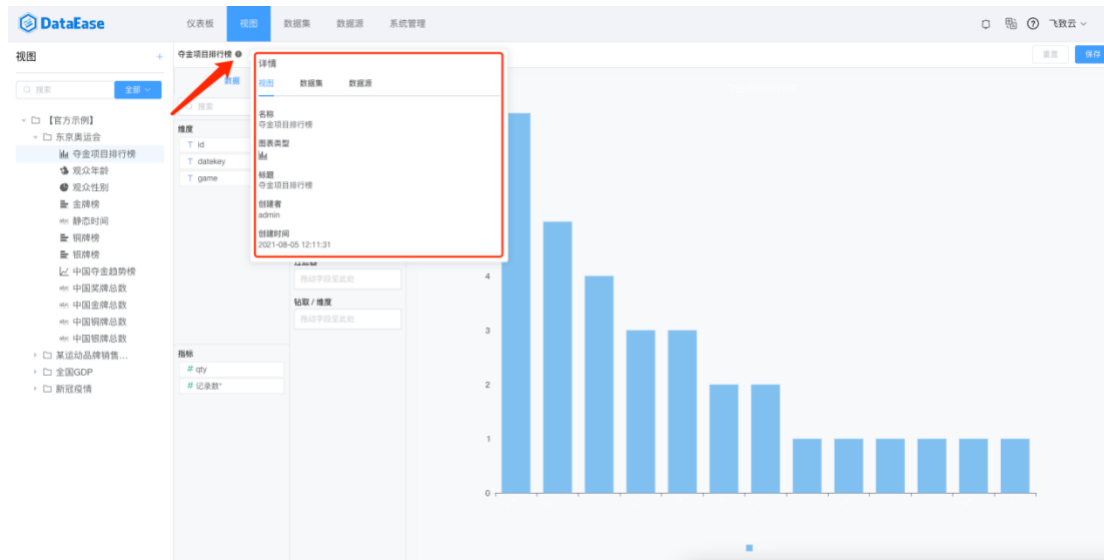 DataEase
仪表板
视图
数据集
数据源
系统管理
飞致云
视图
+
搜索
全部
【官方示例】
东京奥运会
夺金项目排行榜
观众年龄
观众性别
金牌榜
静态时间
铜牌榜
银牌榜
中国夺金趋势榜
中国奖牌总数
中国金牌总数
中国铜牌总数
中国银牌总数
某运动品牌销售...
全国GDP
新冠疫情
夺金项目排行榜
重置
保存
数据
搜索
维度
T id
T datekey
T game
指标
# qty
# 记录数*
详情
视图
数据集
数据源
名称
夺金项目排行榜
图表类型
标题
夺金项目排行榜
创建者
admin
创建时间
2021-08-05 12:11:31
过滤器
拖动字段至此处
钻取 / 维度
拖动字段至此处
4
3
2
1
0